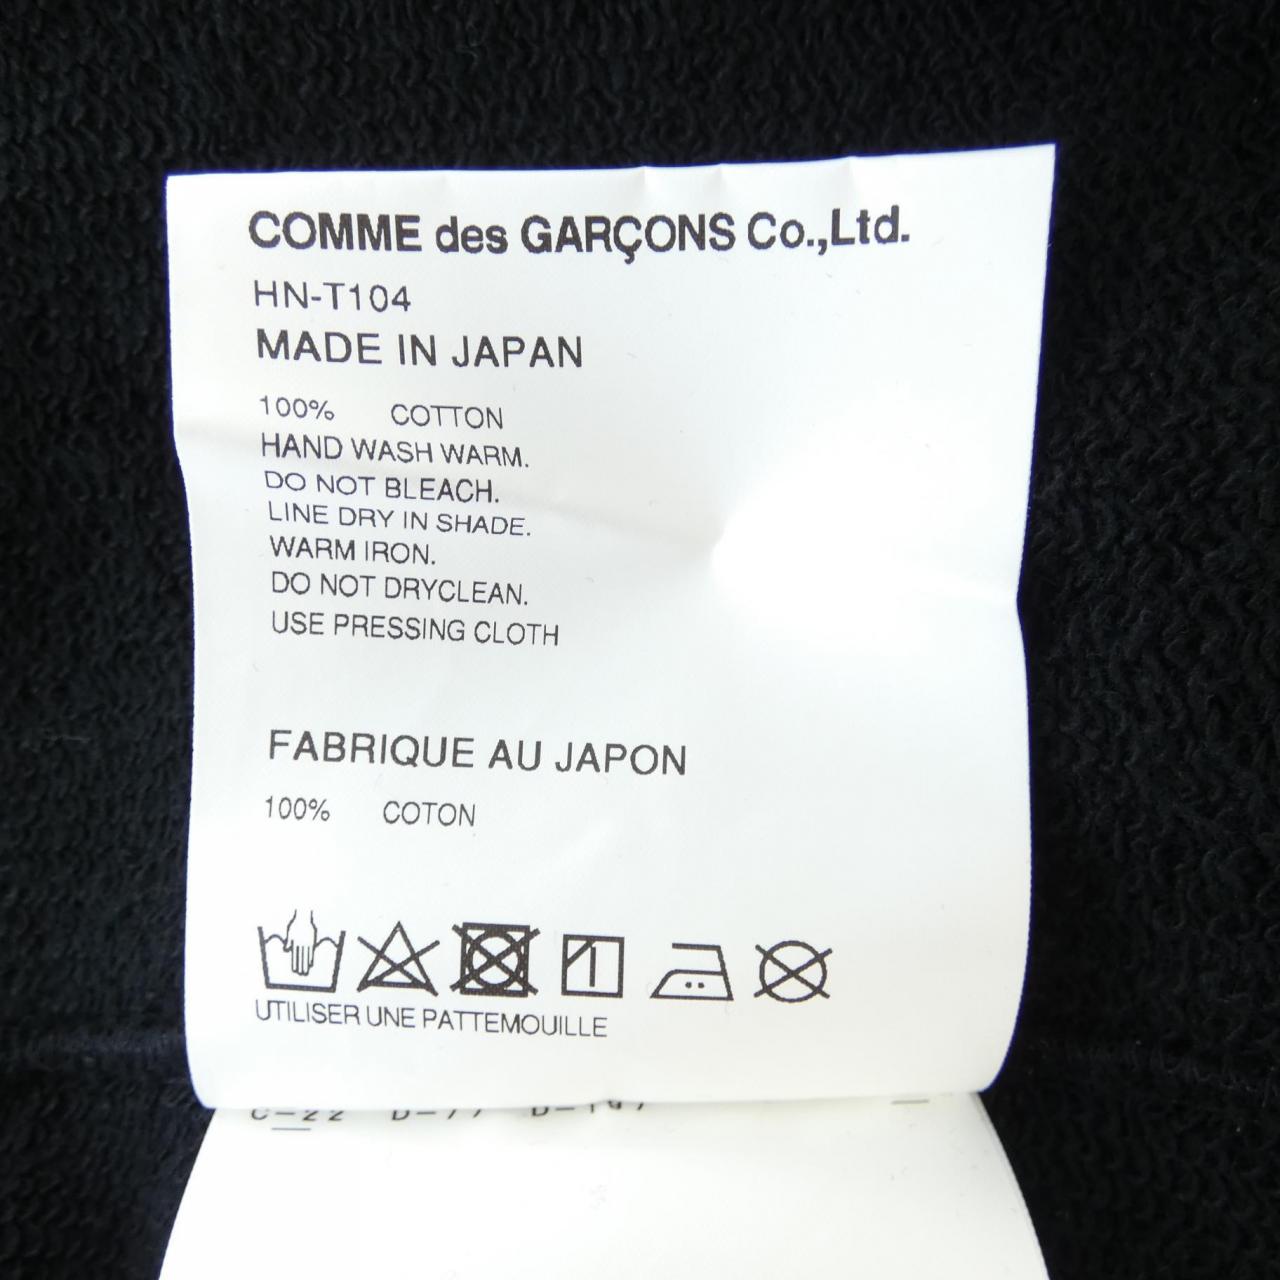 COMME des GARÇONS Co.,Ltd.
HN-T104
MADE IN JAPAN
100% COTTON
HAND WASH WARM.
DO NOT BLEACH.
LINE DRY IN SHADE.
WARM IRON.
DO NOT DRYCLEAN.
USE PRESSING CLOTH
FABRIQUE AU JAPON
100% COTON
UTILISER UNE PATTEMOUILLE
C-22